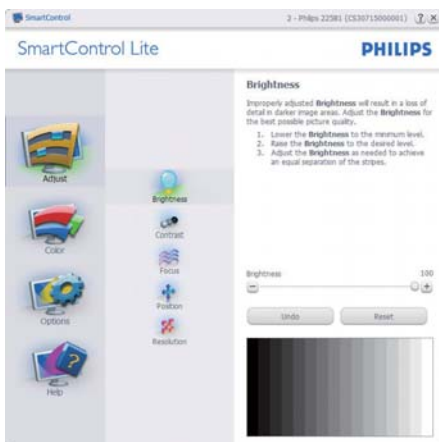 SmartControl
2 - Philips 225B1 (CS30715000001)
SmartControl Lite
PHILIPS
Adjust
Color
Options
Help
Brightness
Contrast
Focus
Position
Resolution
Brightness
Improperly adjusted Brightness will result in a loss of
detail in darker image areas. Adjust the Brightness for
the best possible picture quality.
1. Lower the Brightness to the minimum level.
2. Raise the Brightness to the desired level.
3. Adjust the Brightness as needed to achieve
an equal separation of the stripes.
Brightness 100
Undo Reset